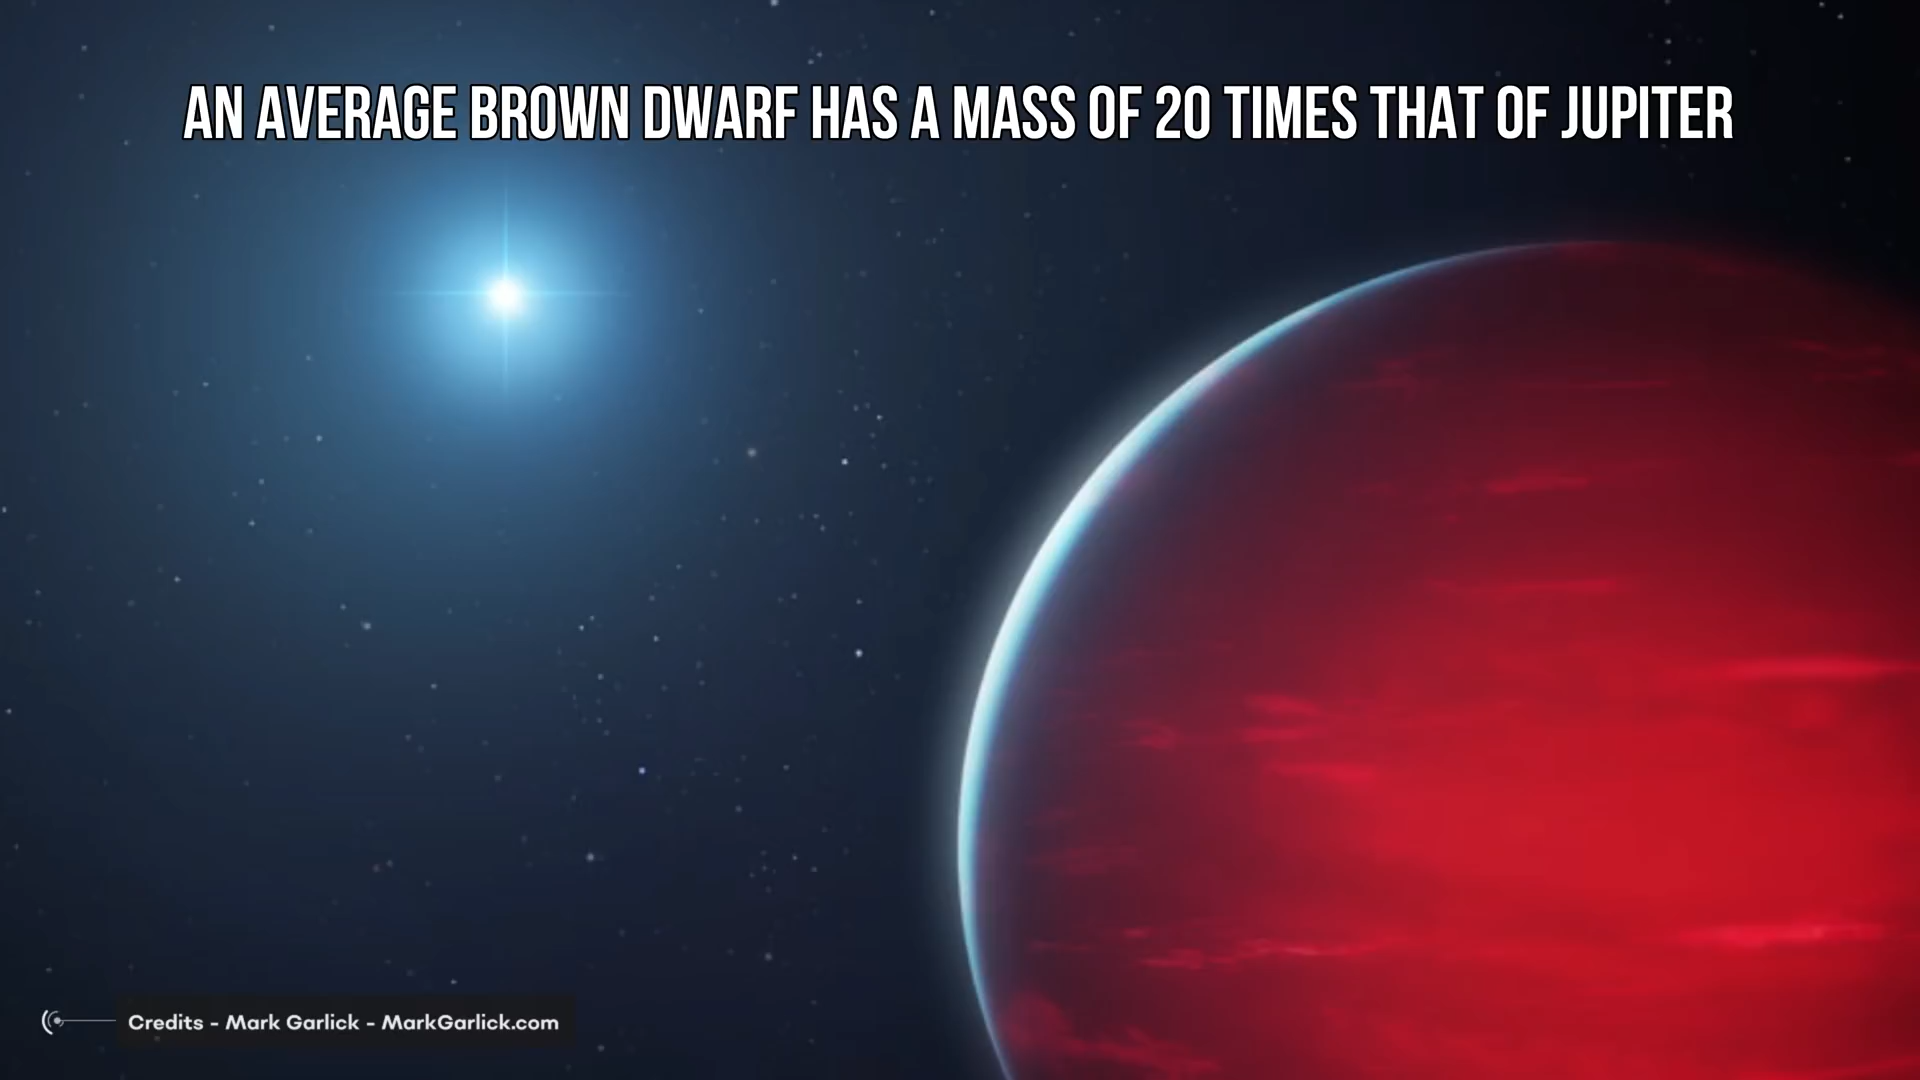 AN AVERAGE BROWN DWARF HAS A MASS OF 20 TIMES THAT OF JUPITER
Credits - Mark Garlick - MarkGarlick.com